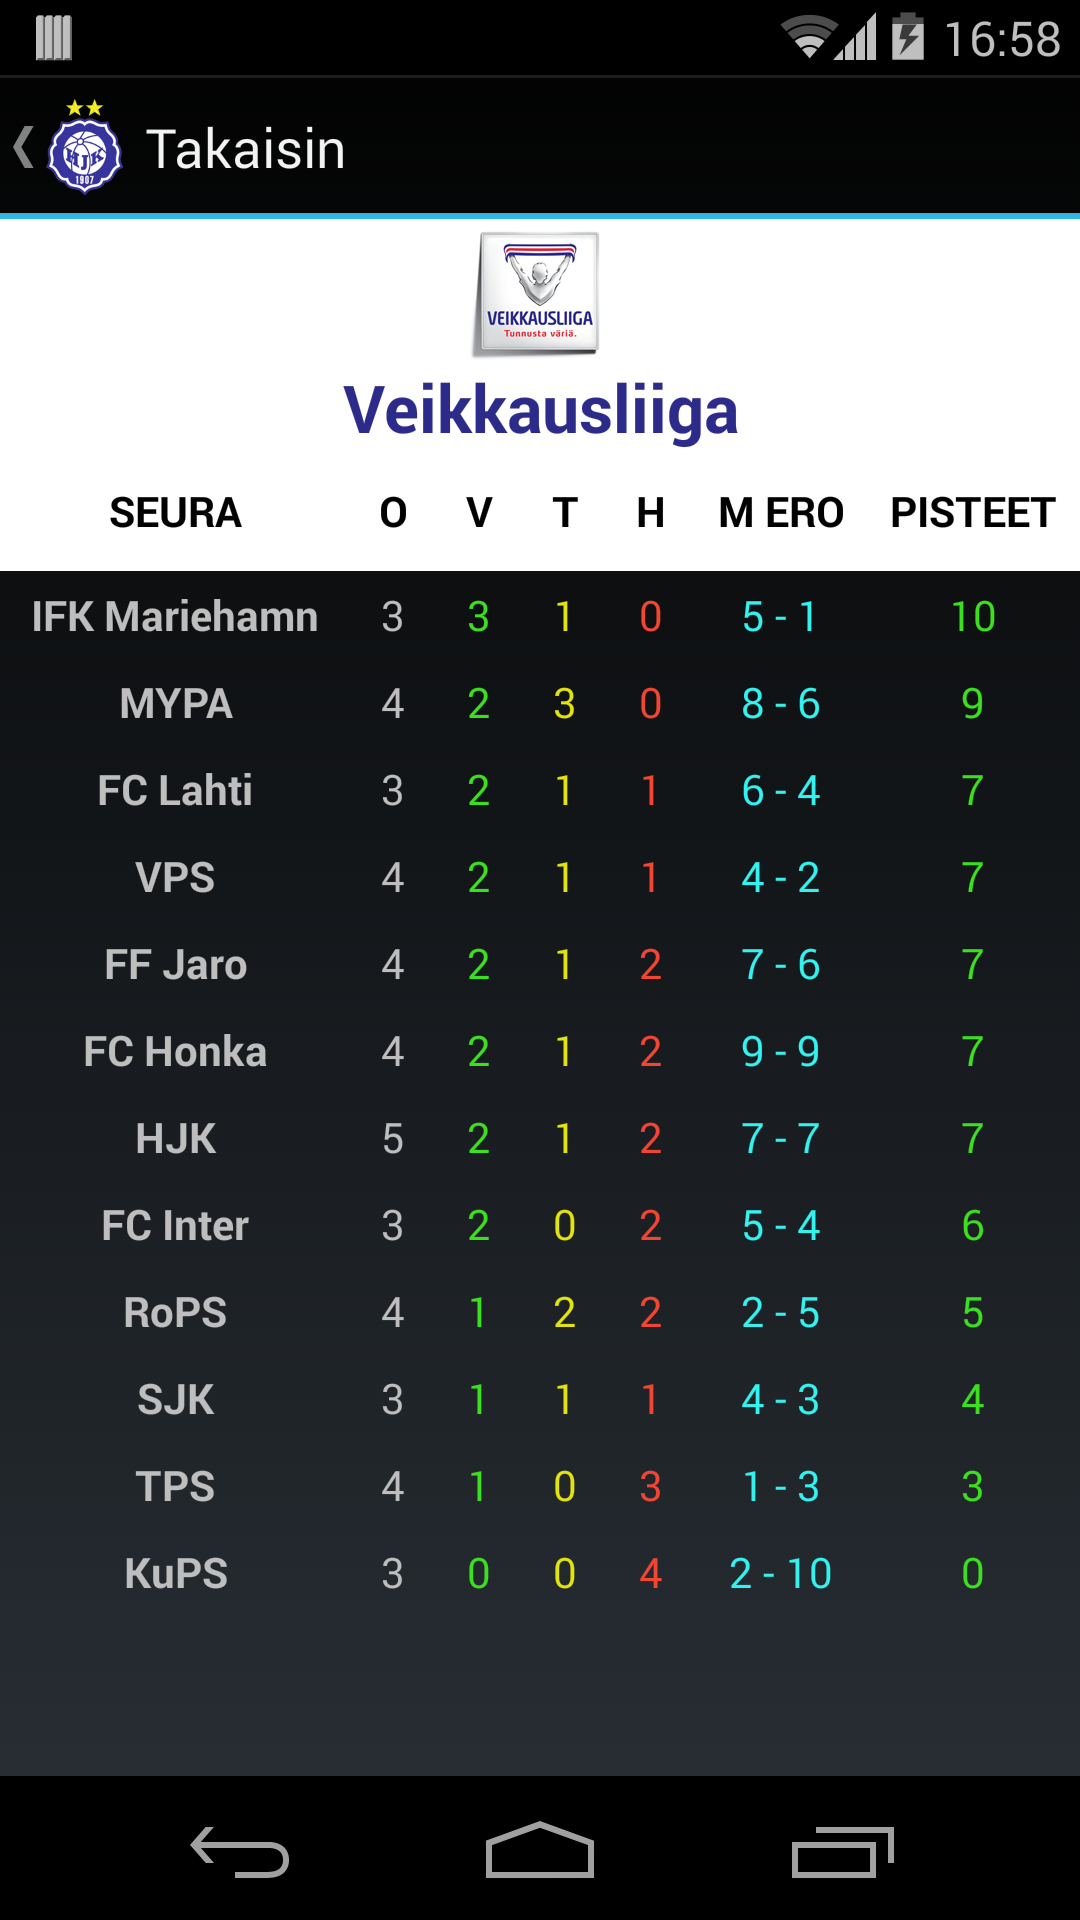 16:58
HJK
1907
Takaisin
VEIKKAUSLIIGA
Tunnusta väriä.
Veikkausliiga
SEURA O V T H M ERO PISTEET
IFK Mariehamn 3 3 1 0 5 - 1 10
MYPA 4 2 3 0 8 - 6 9
FC Lahti 3 2 1 1 6 - 4 7
VPS 4 2 1 1 4 - 2 7
FF Jaro 4 2 1 2 7 - 6 7
FC Honka 4 2 1 2 9 - 9 7
HJK 5 2 1 2 7 - 7 7
FC Inter 3 2 0 2 5 - 4 6
RoPS 4 1 2 2 2 - 5 5
SJK 3 1 1 1 4 - 3 4
TPS 4 1 0 3 1 - 3 3
KuPS 3 0 0 4 2 - 10 0